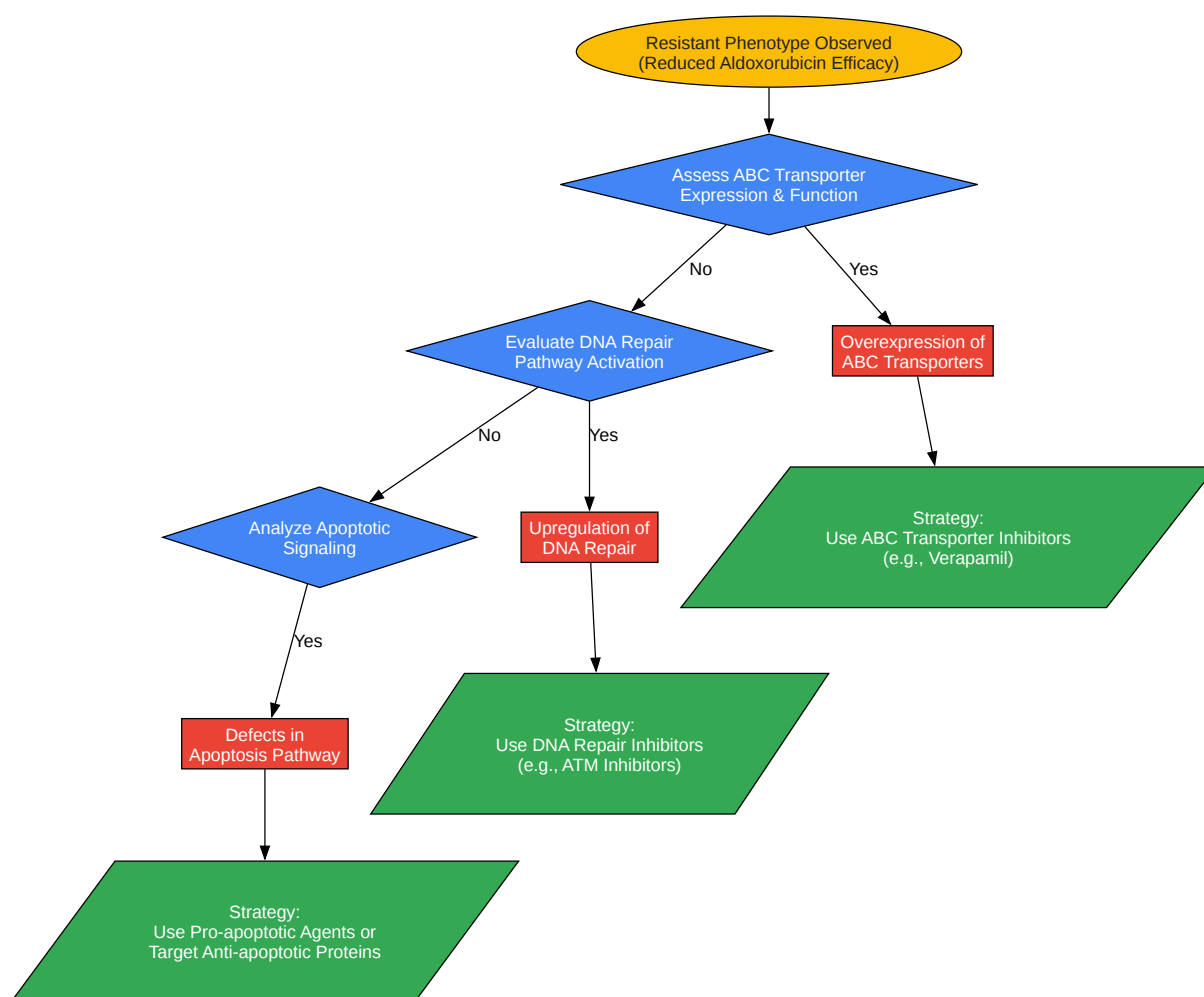 Resistant Phenotype Observed
(Reduced Aldoxorubicin Efficacy)
Assess ABC Transporter
Expression & Function
No
Yes
Evaluate DNA Repair
Pathway Activation
Overexpression of
ABC Transporters
No
Yes
Analyze Apoptotic
Signaling
Upregulation of
DNA Repair
Strategy:
Use ABC Transporter Inhibitors
(e.g., Verapamil)
Yes
Defects in
Apoptosis Pathway
Strategy:
Use DNA Repair Inhibitors
(e.g., ATM Inhibitors)
Strategy:
Use Pro-apoptotic Agents or
Target Anti-apoptotic Proteins